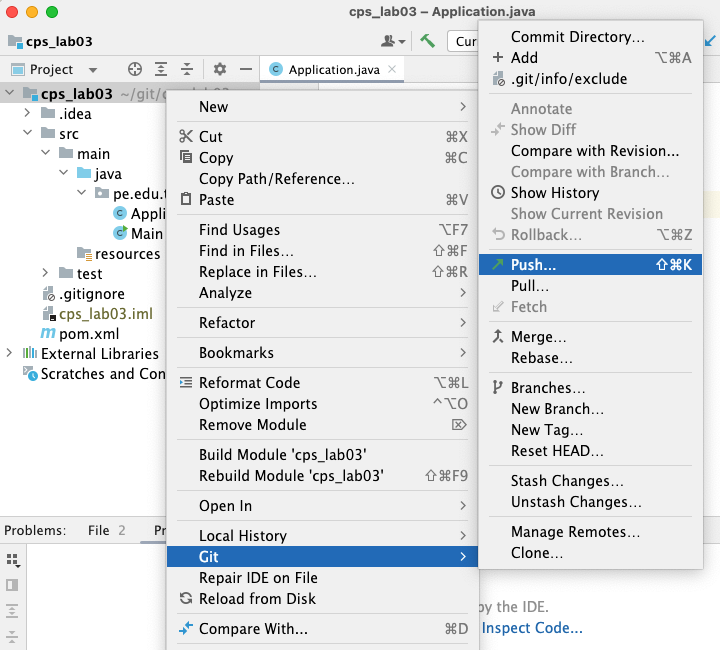 cps_lab03 – Application.java
cps_lab03
Cur
Project
Application.java
cps_lab03 ~/git/
.idea
src
main
java
pe.edu.
Appli
Main
resources
test
.gitignore
cps_lab03.iml
pom.xml
External Libraries
Scratches and Con
Problems: File 2 Pr
New
Cut ⌘X
Copy ⌘C
Copy Path/Reference...
Paste ⌘V
Find Usages ⌥F7
Find in Files... ⇧⌘F
Replace in Files... ⇧⌘R
Analyze
Refactor
Bookmarks
Reformat Code ⌥⌘L
Optimize Imports ^⌥O
Remove Module ⌦
Build Module 'cps_lab03'
Rebuild Module 'cps_lab03' ⇧⌘F9
Open In
Local History
Git
Repair IDE on File
Reload from Disk
Compare With... ⌘D
Commit Directory...
Add ⌥⌘A
.git/info/exclude
Annotate
Show Diff
Compare with Revision...
Compare with Branch...
Show History
Show Current Revision
Rollback... ⌥⌘Z
Push... ⇧⌘K
Pull...
Fetch
Merge...
Rebase...
Branches...
New Branch...
New Tag...
Reset HEAD...
Stash Changes...
Unstash Changes...
Manage Remotes...
Clone...
by the IDE.
Inspect Code...